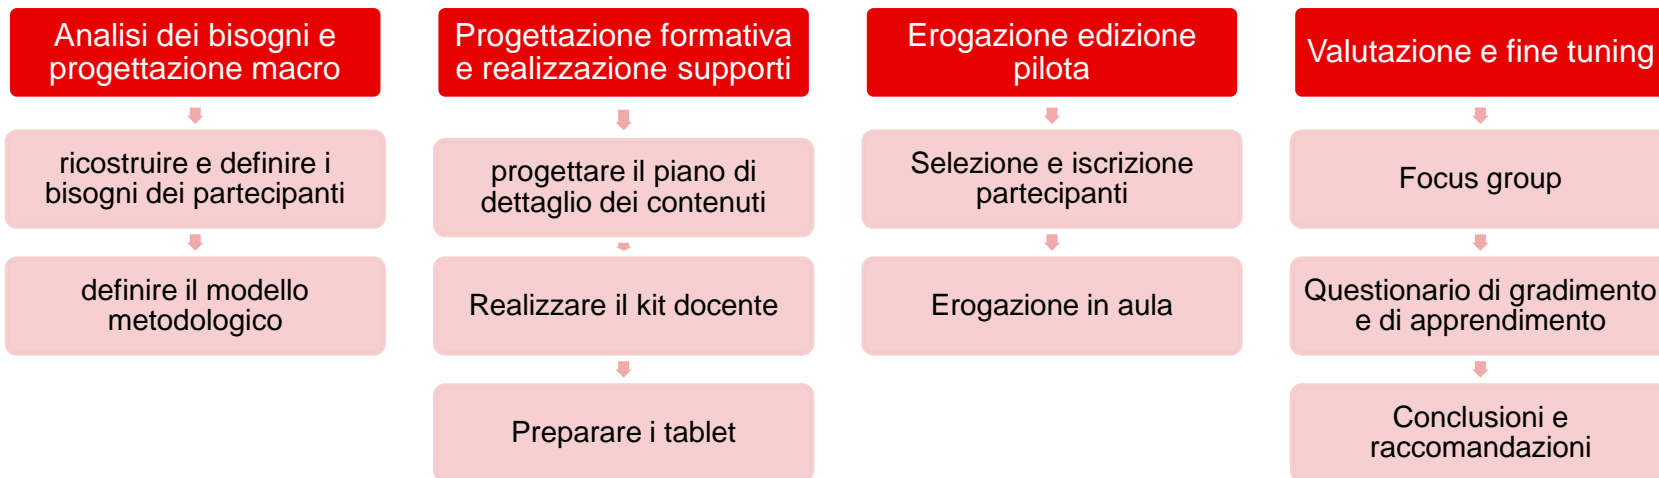 Analisi dei bisogni e
progettazione macro
ricostruire e definire i
bisogni dei partecipanti
definire il modello
metodologico
Progettazione formativa
e realizzazione supporti
progettare il piano di
dettaglio dei contenuti
Realizzare il kit docente
Preparare i tablet
Erogazione edizione
pilota
Selezione e iscrizione
partecipanti
Erogazione in aula
Valutazione e fine tuning
Focus group
Questionario di gradimento
e di apprendimento
Conclusioni e
raccomandazioni